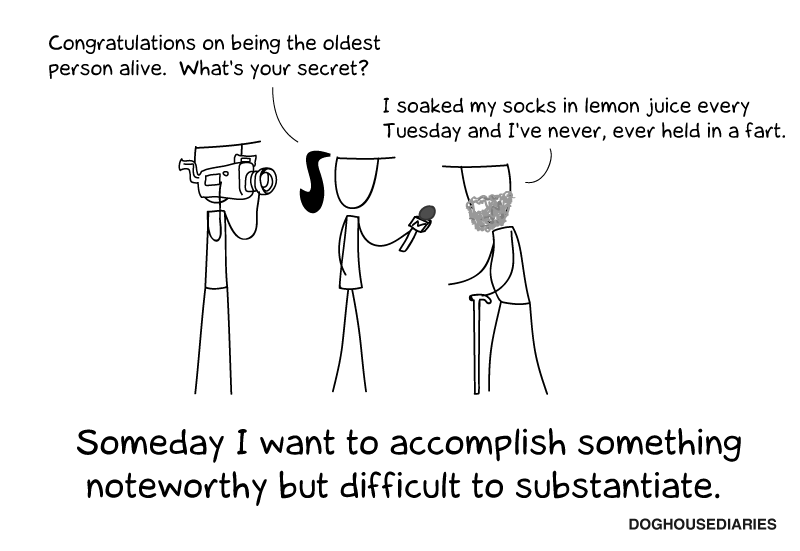 Congratulations on being the oldest
person alive.  What's your secret?
I soaked my socks in lemon juice every
Tuesday and I've never, ever held in a fart.
M
Someday I want to accomplish something
noteworthy but difficult to substantiate.
DOGHOUSEDIARIES